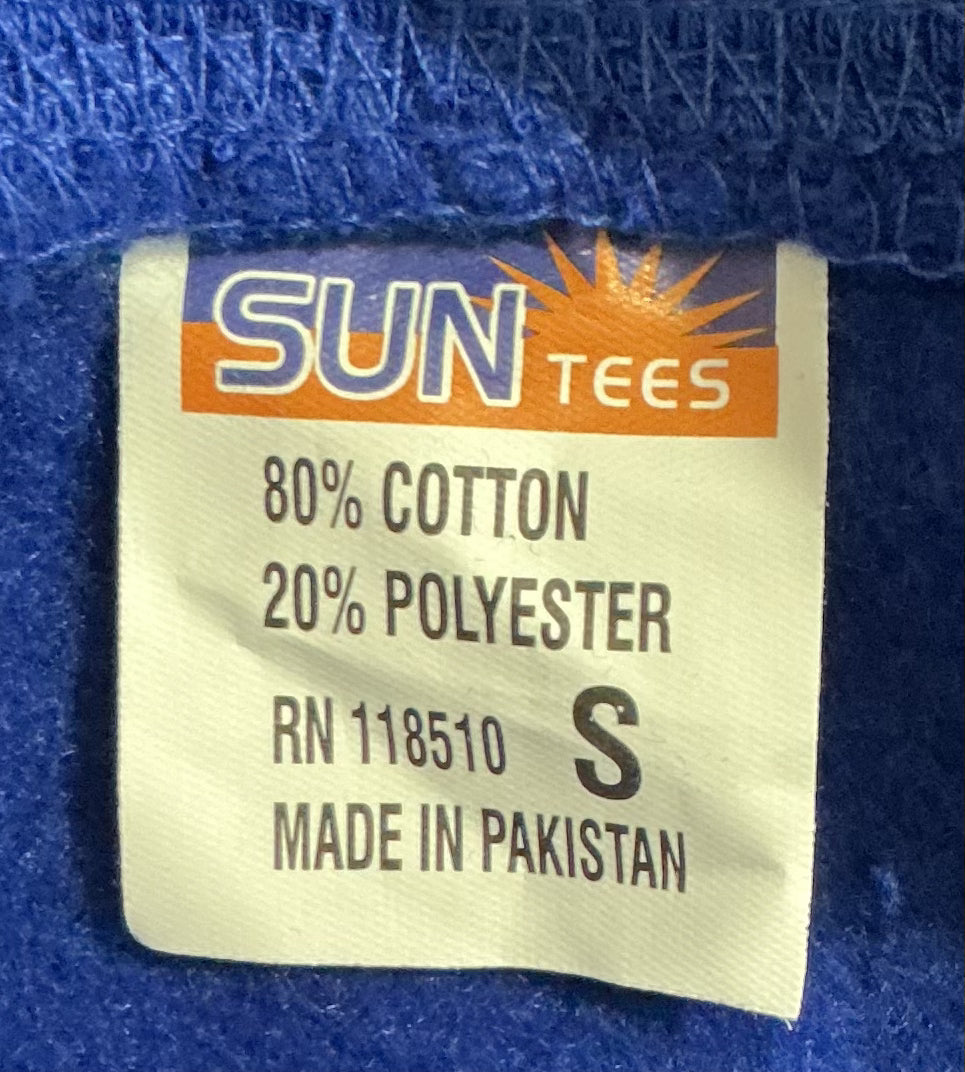 SUN TEES
80% COTTON
20% POLYESTER
RN 118510 S
MADE IN PAKISTAN